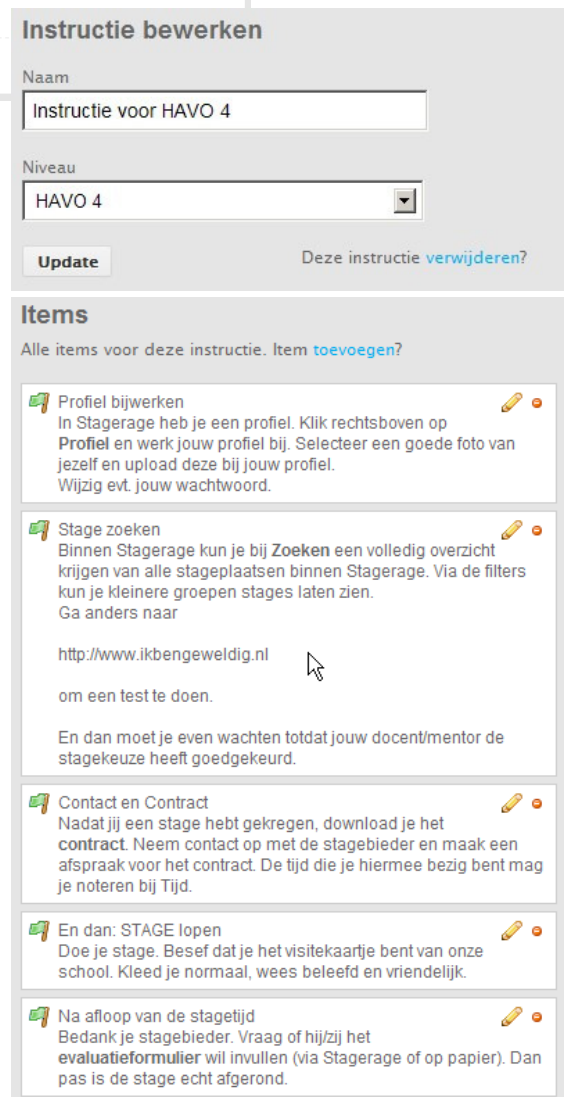 Instructie bewerken
Naam
Instructie voor HAVO 4
Niveau
HAVO 4
Update
Deze instructie verwijderen?
Items
Alle items voor deze instructie. Item toevoegen?
Profiel bijwerken
In Stagerage heb je een profiel. Klik rechtsboven op
Profiel en werk jouw profiel bij. Selecteer een goede foto van
jezelf en upload deze bij jouw profiel.
Wijzig evt. jouw wachtwoord.
Stage zoeken
Binnen Stagerage kun je bij Zoeken een volledig overzicht
krijgen van alle stageplaatsen binnen Stagerage. Via de filters
kun je kleinere groepen stages laten zien.
Ga anders naar
http://www.ikbengeweldig.nl
om een test te doen.
En dan moet je even wachten totdat jouw docent/mentor de
stagekeuze heeft goedgekeurd.
Contact en Contract
Nadat jij een stage hebt gekregen, download je het
contract. Neem contact op met de stagebieder en maak een
afspraak voor het contract. De tijd die je hiermee bezig bent mag
je noteren bij Tijd.
En dan: STAGE lopen
Doe je stage. Besef dat je het visitekaartje bent van onze
school. Kleed je normaal, wees beleefd en vriendelijk.
Na afloop van de stagetijd
Bedank je stagebieder. Vraag of hij/zij het
evaluatieformulier wil invullen (via Stagerage of op papier). Dan
pas is de stage echt afgerond.